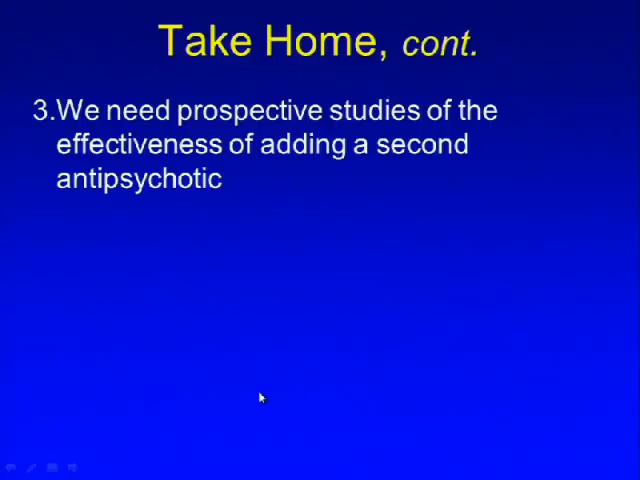 Take Home, cont.
3.We need prospective studies of the
effectiveness of adding a second
antipsychotic